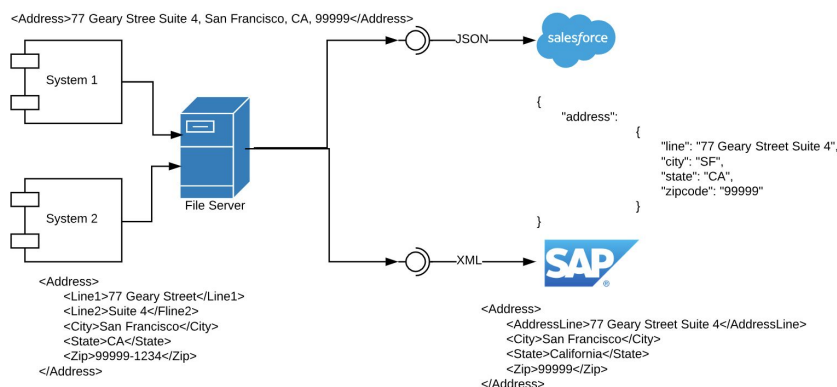 <Address>77 Geary Stree Suite 4, San Francisco, CA, 99999</Address>
System 1
System 2
File Server
JSON
salesforce
{
"address":
{
"line": "77 Geary Street Suite 4",
"city": "SF",
"state": "CA",
"zipcode": "99999"
}
}
XML
SAP
®
<Address>
<Line1>77 Geary Street</Line1>
<Line2>Suite 4</Fline2>
<City>San Francisco</City>
<State>CA</State>
<Zip>99999-1234</Zip>
</Address>
<Address>
<AddressLine>77 Geary Street Suite 4</AddressLine>
<City>San Francisco</City>
<State>California</State>
<Zip>99999</Zip>
</Address>